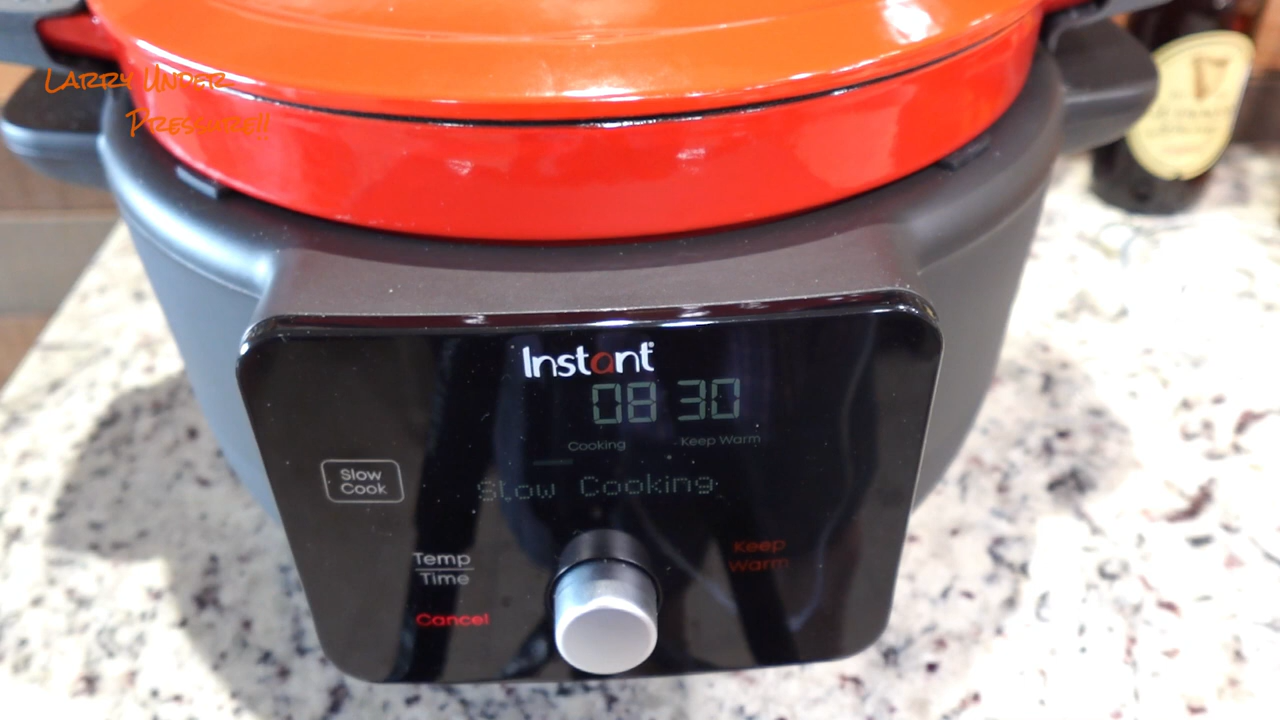 Larry Under
Pressure!!
Instant
08 30
Cooking Keep Warm
Slow Cooking
Slow
Cook
Temp
Time
Keep
Warm
Cancel